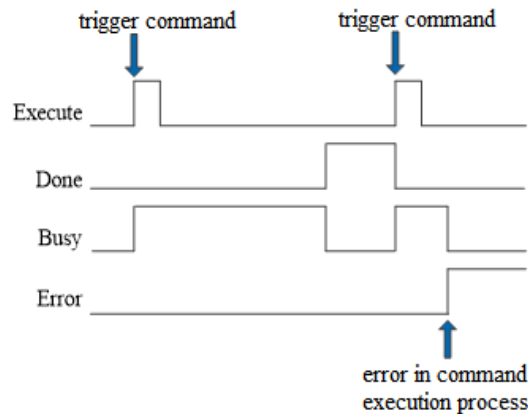 trigger command
trigger command
Execute
Done
Busy
Error
error in command
execution process